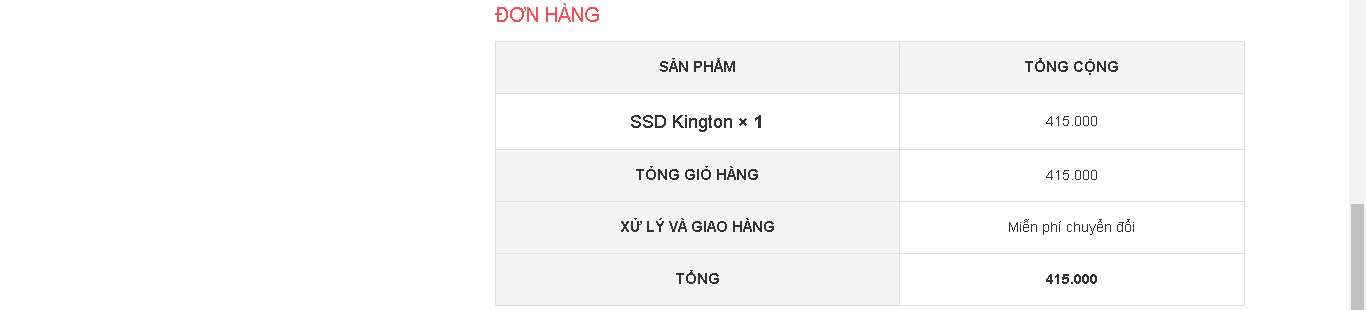 ĐƠN HÀNG
SẢN PHẨM TỔNG CỘNG
SSD Kington × 1 415.000
TỔNG GIỎ HÀNG 415.000
XỬ LÝ VÀ GIAO HÀNG Miễn phí chuyển đổi
TỔNG 415.000